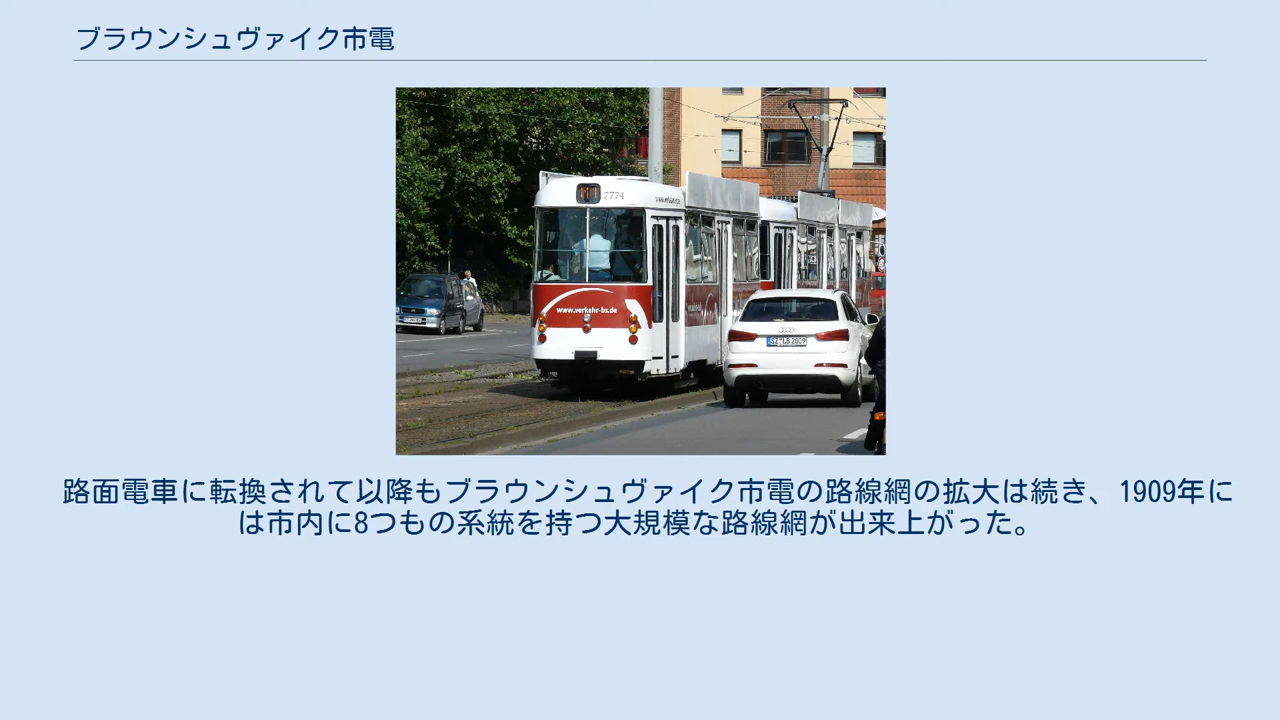 ブラウンシュヴァイク市電
7774
www.verkehr-bs.de
SZ LB 2009
路面電車に転換されて以降もブラウンシュヴァイク市電の路線網の拡大は続き、1909年に
は市内に8つもの系統を持つ大規模な路線網が出来上がった。